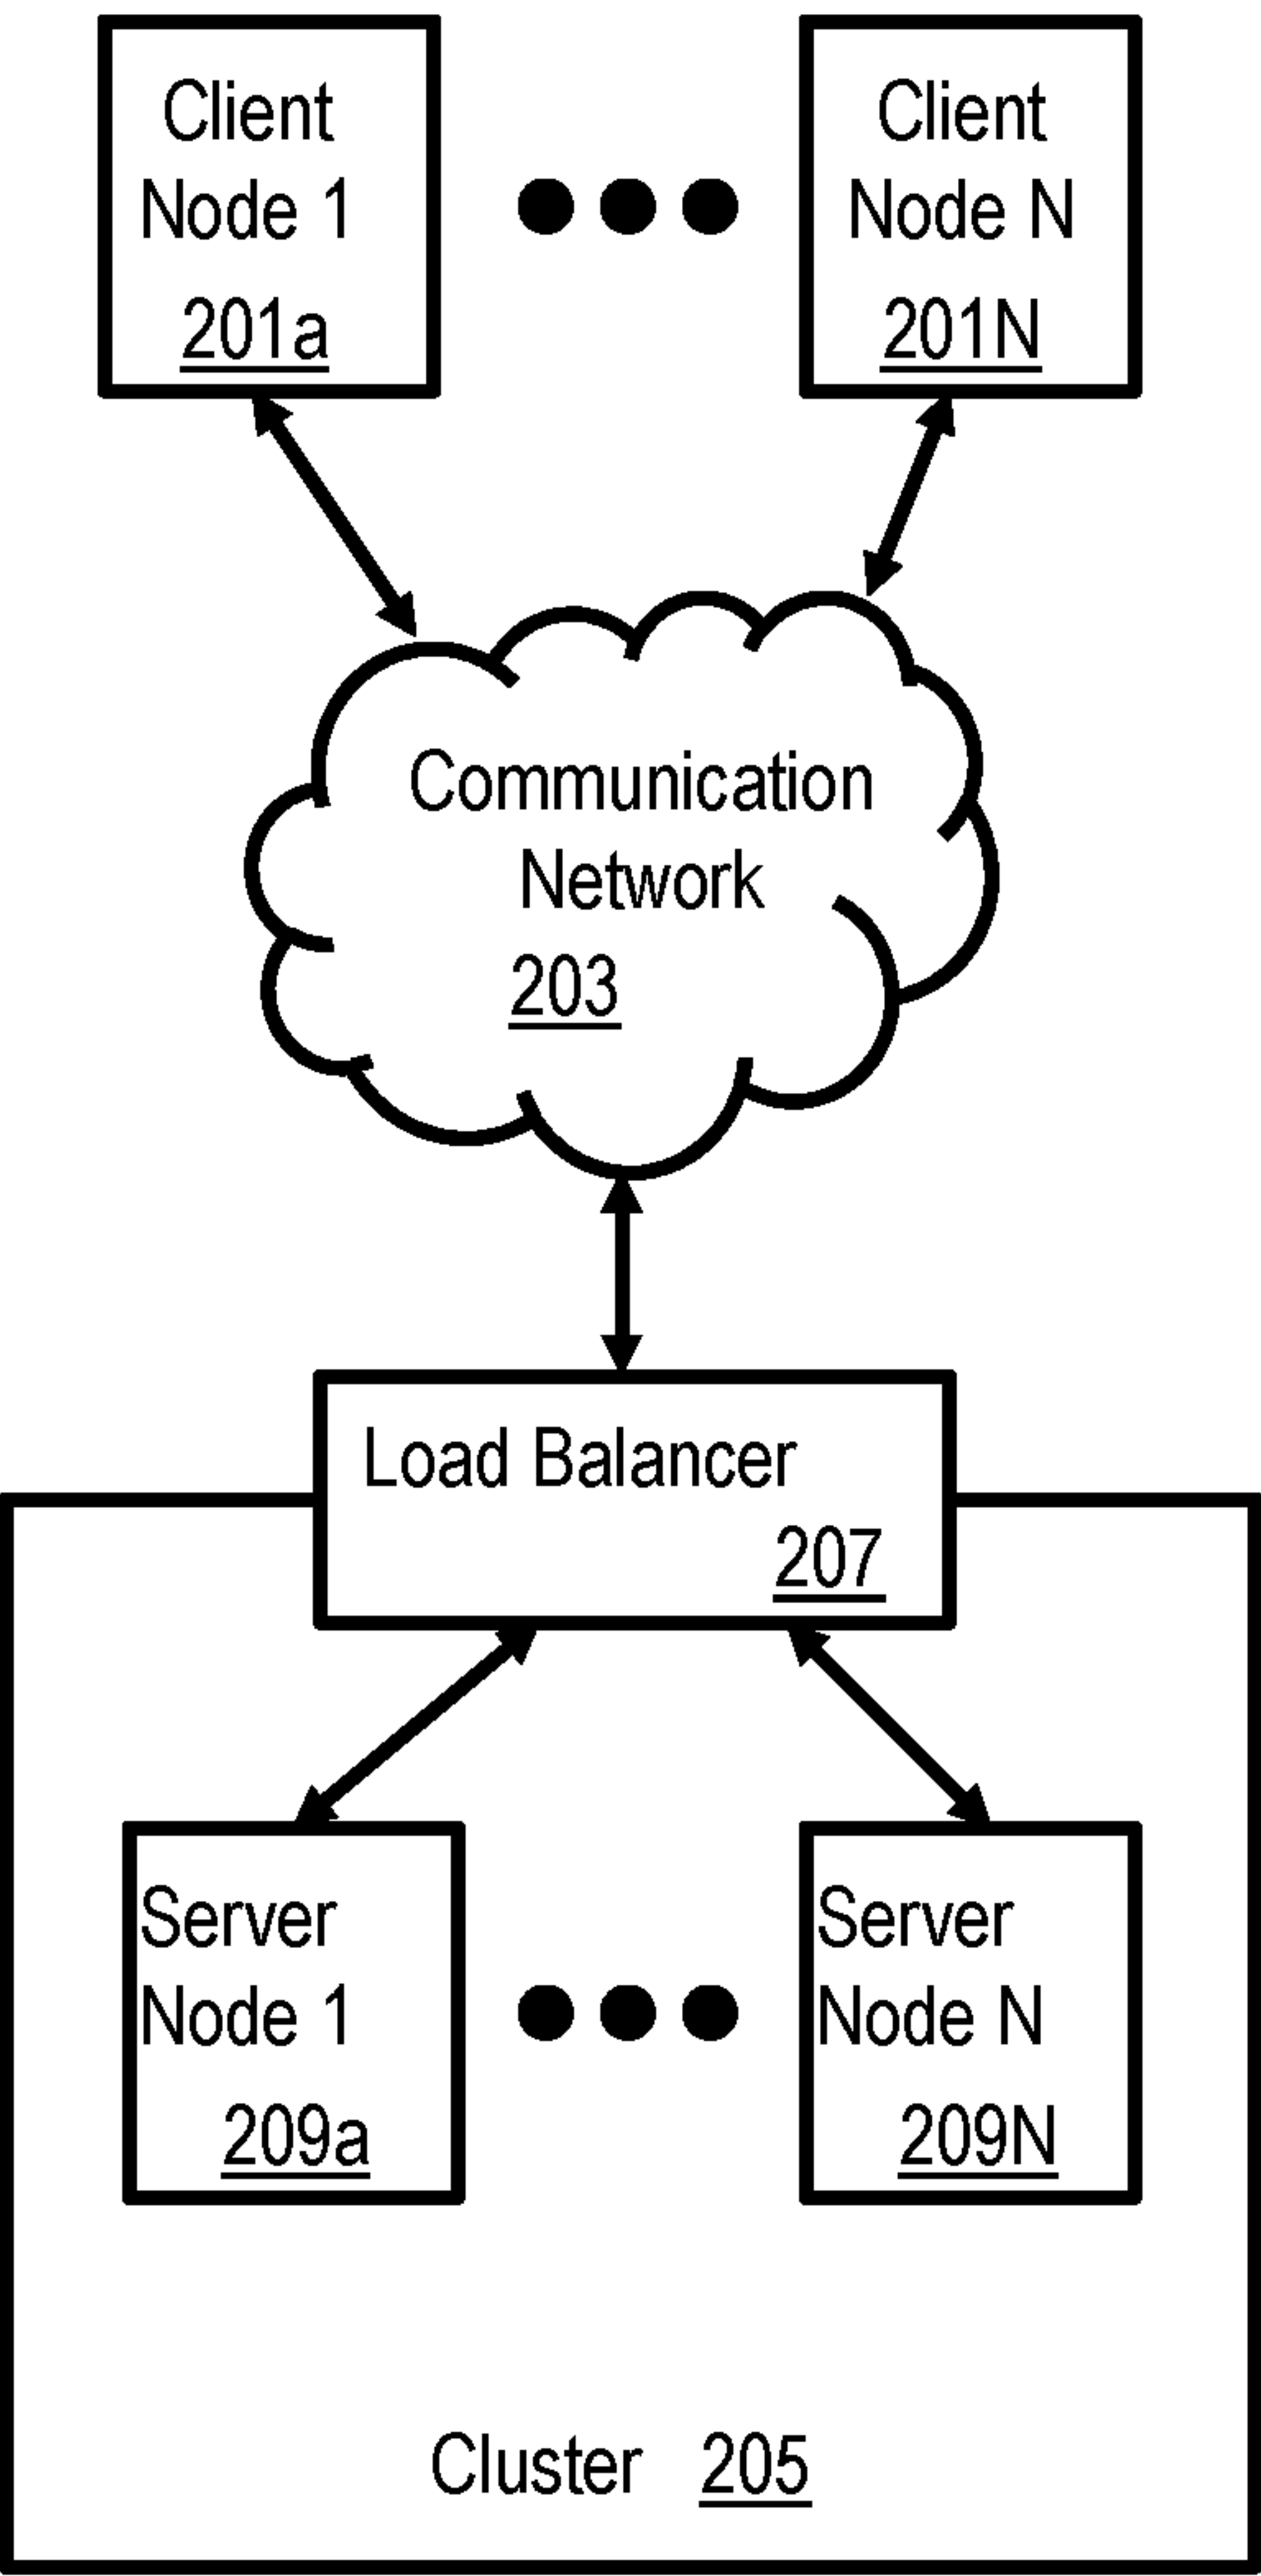 Client
Node 1
201a
Client
Node N
201N
Communication
Network
203
Load Balancer
207
Server
Node 1
209a
Server
Node N
209N
Cluster 205